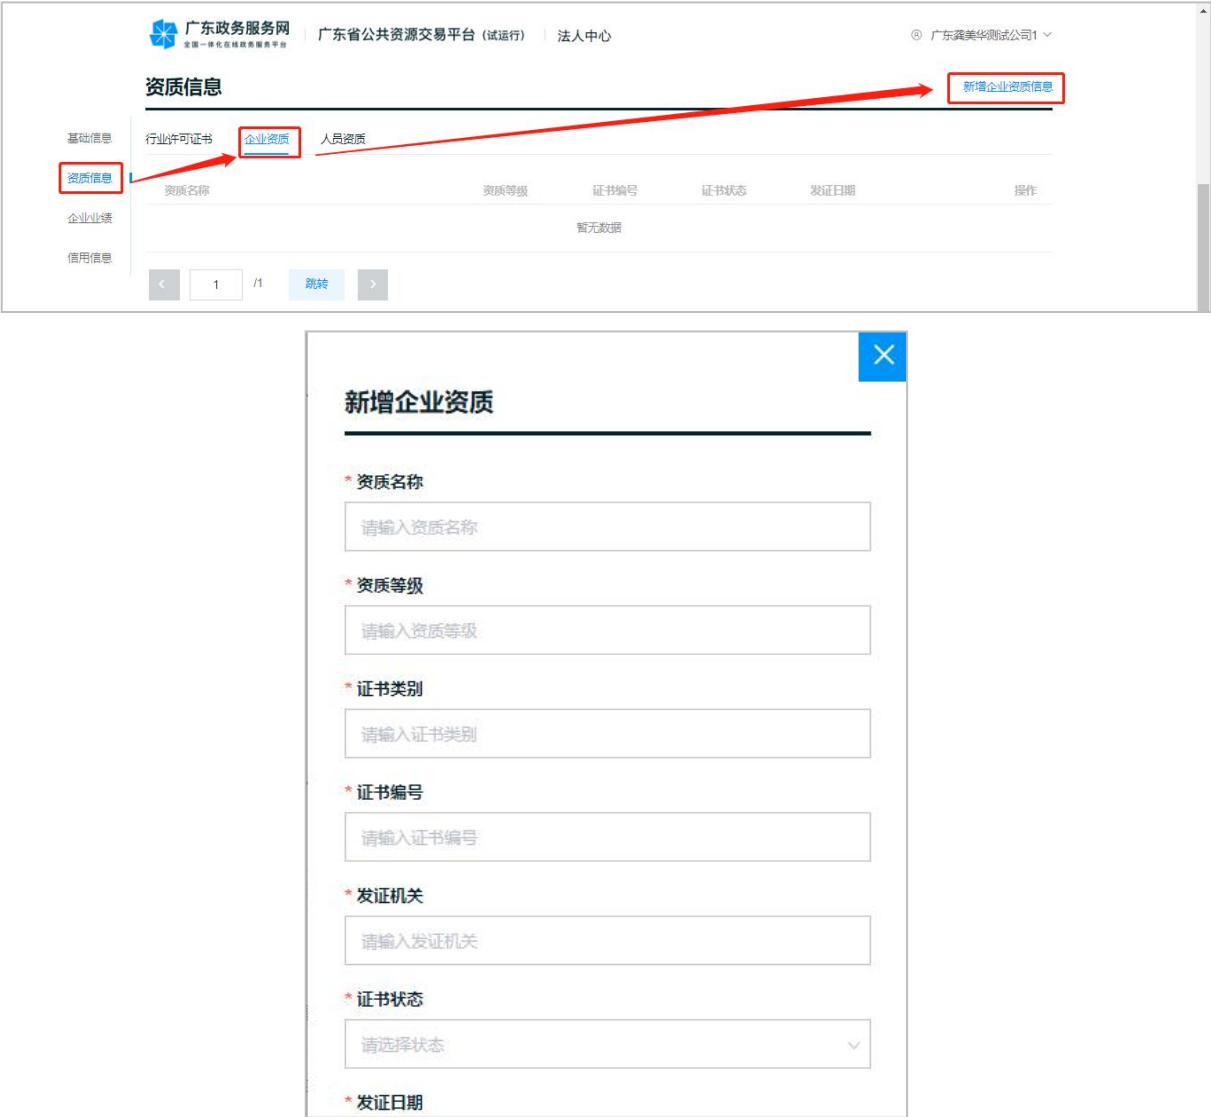 广东政务服务网
全国一体化在线政务服务平台
广东省公共资源交易平台（试运行）
法人中心
广东龚美华测试公司1
资质信息
新增企业资质信息
基础信息
资质信息
企业业绩
信用信息
行业许可证书 企业资质 人员资质
资质名称 资质等级 证书编号 证书状态 发证日期 操作
暂无数据
1 /1 跳转
新增企业资质
* 资质名称
请输入资质名称
* 资质等级
请输入资质等级
* 证书类别
请输入证书类别
* 证书编号
请输入证书编号
* 发证机关
请输入发证机关
* 证书状态
请选择状态
* 发证日期